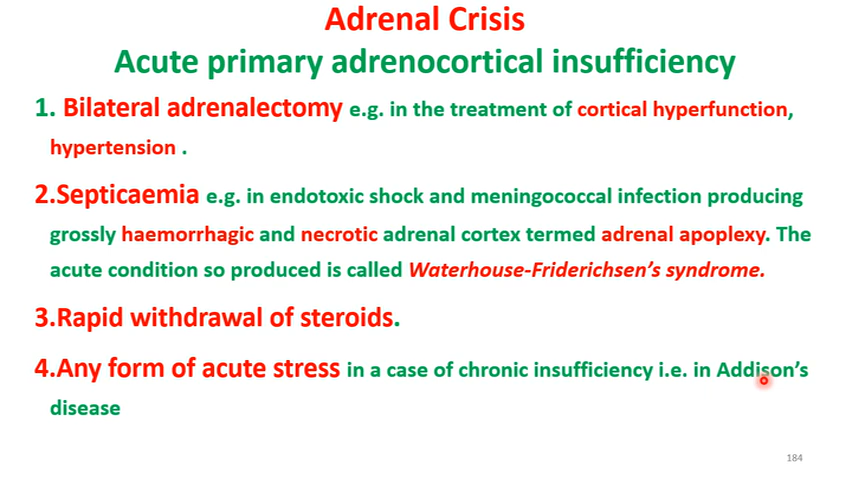 Adrenal Crisis
Acute primary adrenocortical insufficiency
1. Bilateral adrenalectomy e.g. in the treatment of cortical hyperfunction,
hypertension .
2.Septicaemia e.g. in endotoxic shock and meningococcal infection producing
grossly haemorrhagic and necrotic adrenal cortex termed adrenal apoplexy. The
acute condition so produced is called Waterhouse-Friderichsen’s syndrome.
3.Rapid withdrawal of steroids.
4.Any form of acute stress in a case of chronic insufficiency i.e. in Addison’s
disease
184